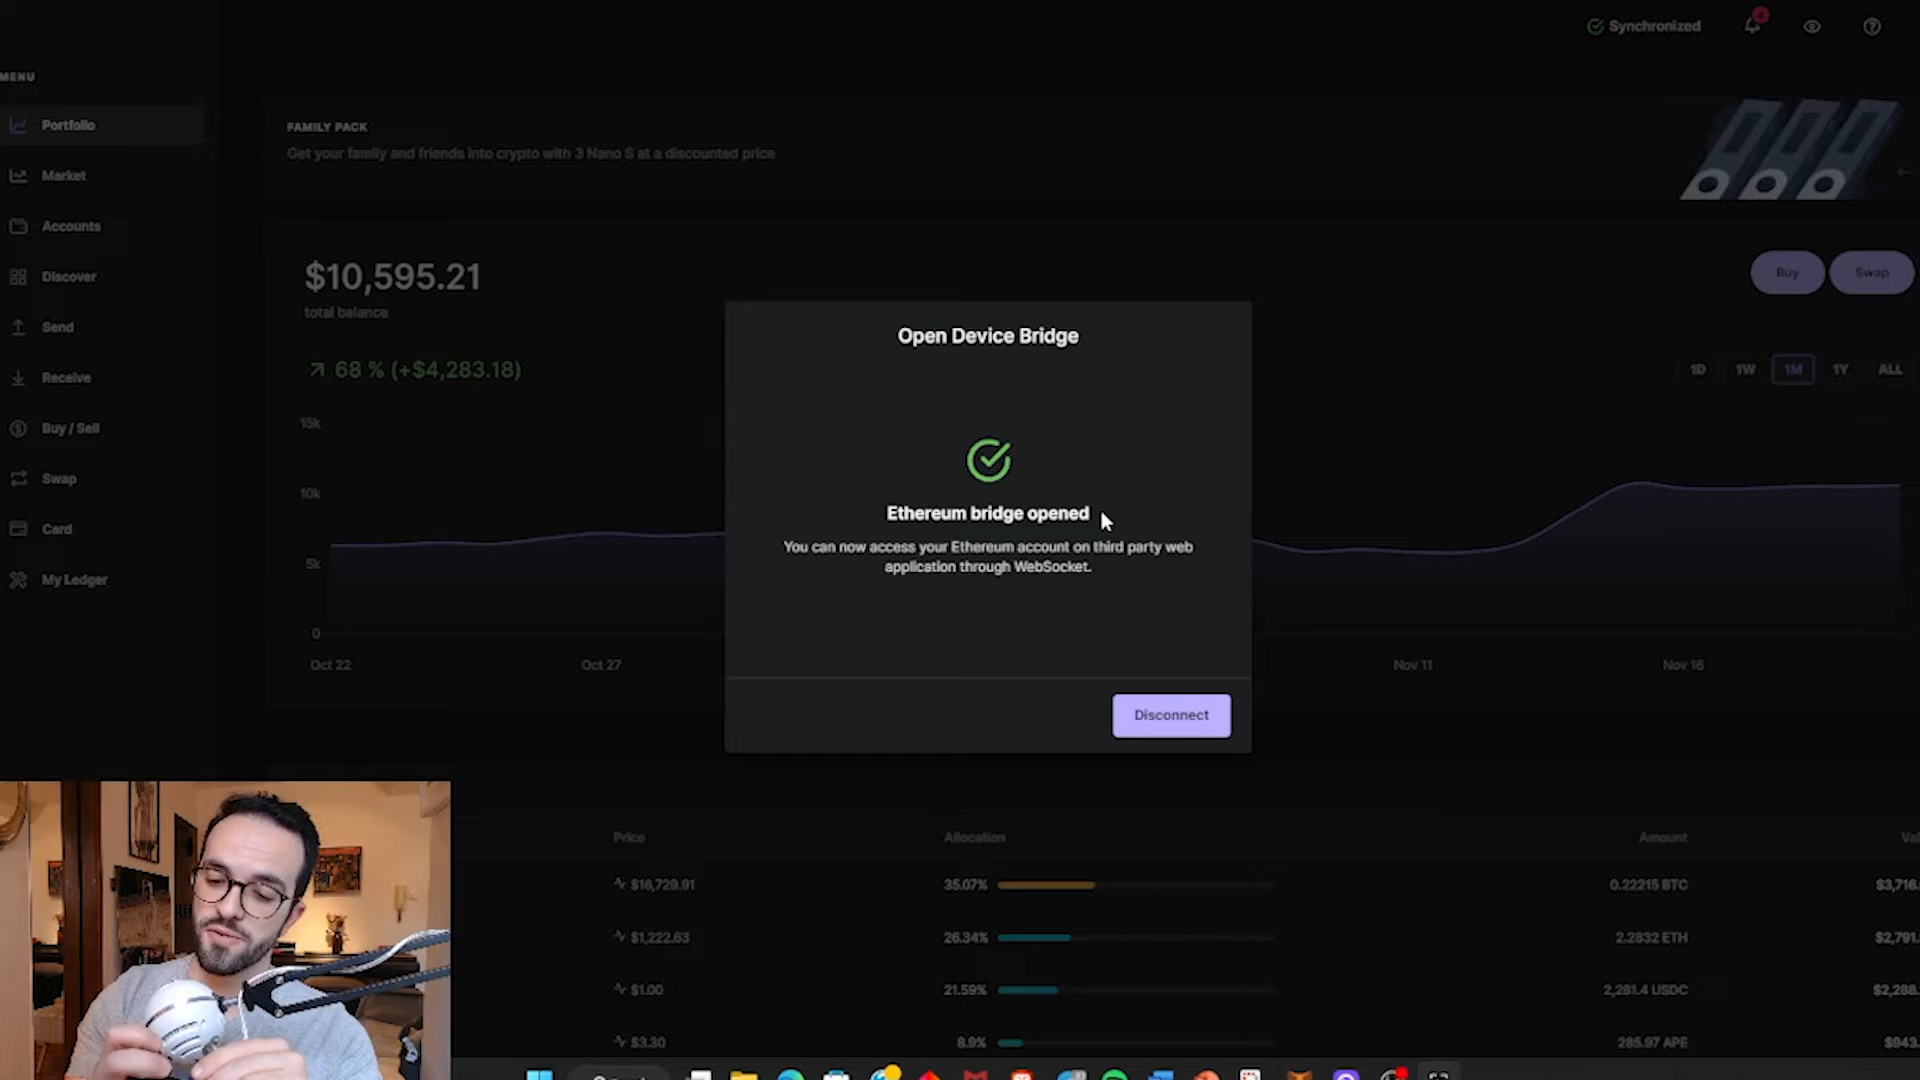 Synchronized
MENU
Portfolio
Market
Accounts
Discover
Send
Receive
Buy / Sell
Swap
Card
My Ledger
FAMILY PACK
Get your family and friends into crypto with 3 Nano S at a discounted price
$10,595.21
total balance
68 % (+$4,283.18)
Buy
Swap
1D 1W 1M 1Y ALL
15k
10k
5k
0
Oct 22
Oct 27
Nov 11
Nov 16
Open Device Bridge
Ethereum bridge opened
You can now access your Ethereum account on third party web
application through WebSocket.
Disconnect
Price Allocation Amount
$16,729.91 35.07% 0.22215 BTC $3,716.
$1,222.63 26.34% 2.2832 ETH $2,791.
$1.00 21.59% 2,291.4 USDC $2,288.
$3.30 8.9% 285.97 APE $943.